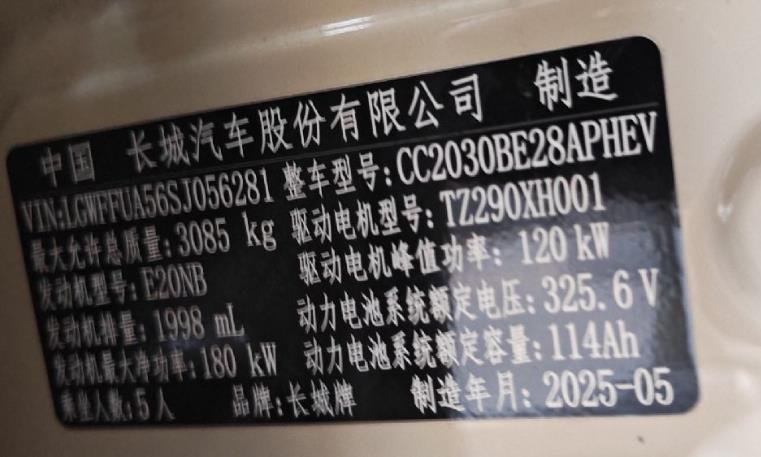 中国 长城汽车股份有限公司 制造
VIN:LGWFFUA56SJ056281 整车型号:CC2030BE28APHEV
最大允许总质量:3085 kg 驱动电机型号:TZ290XH001
发动机型号:E20NB 驱动电机峰值功率:120 kW
发动机排量:1998 mL 动力电池系统额定电压:325.6 V
发动机最大净功率:180 kW 动力电池系统额定容量:114Ah
乘坐人数:5人 品牌:长城牌 制造年月:2025-05